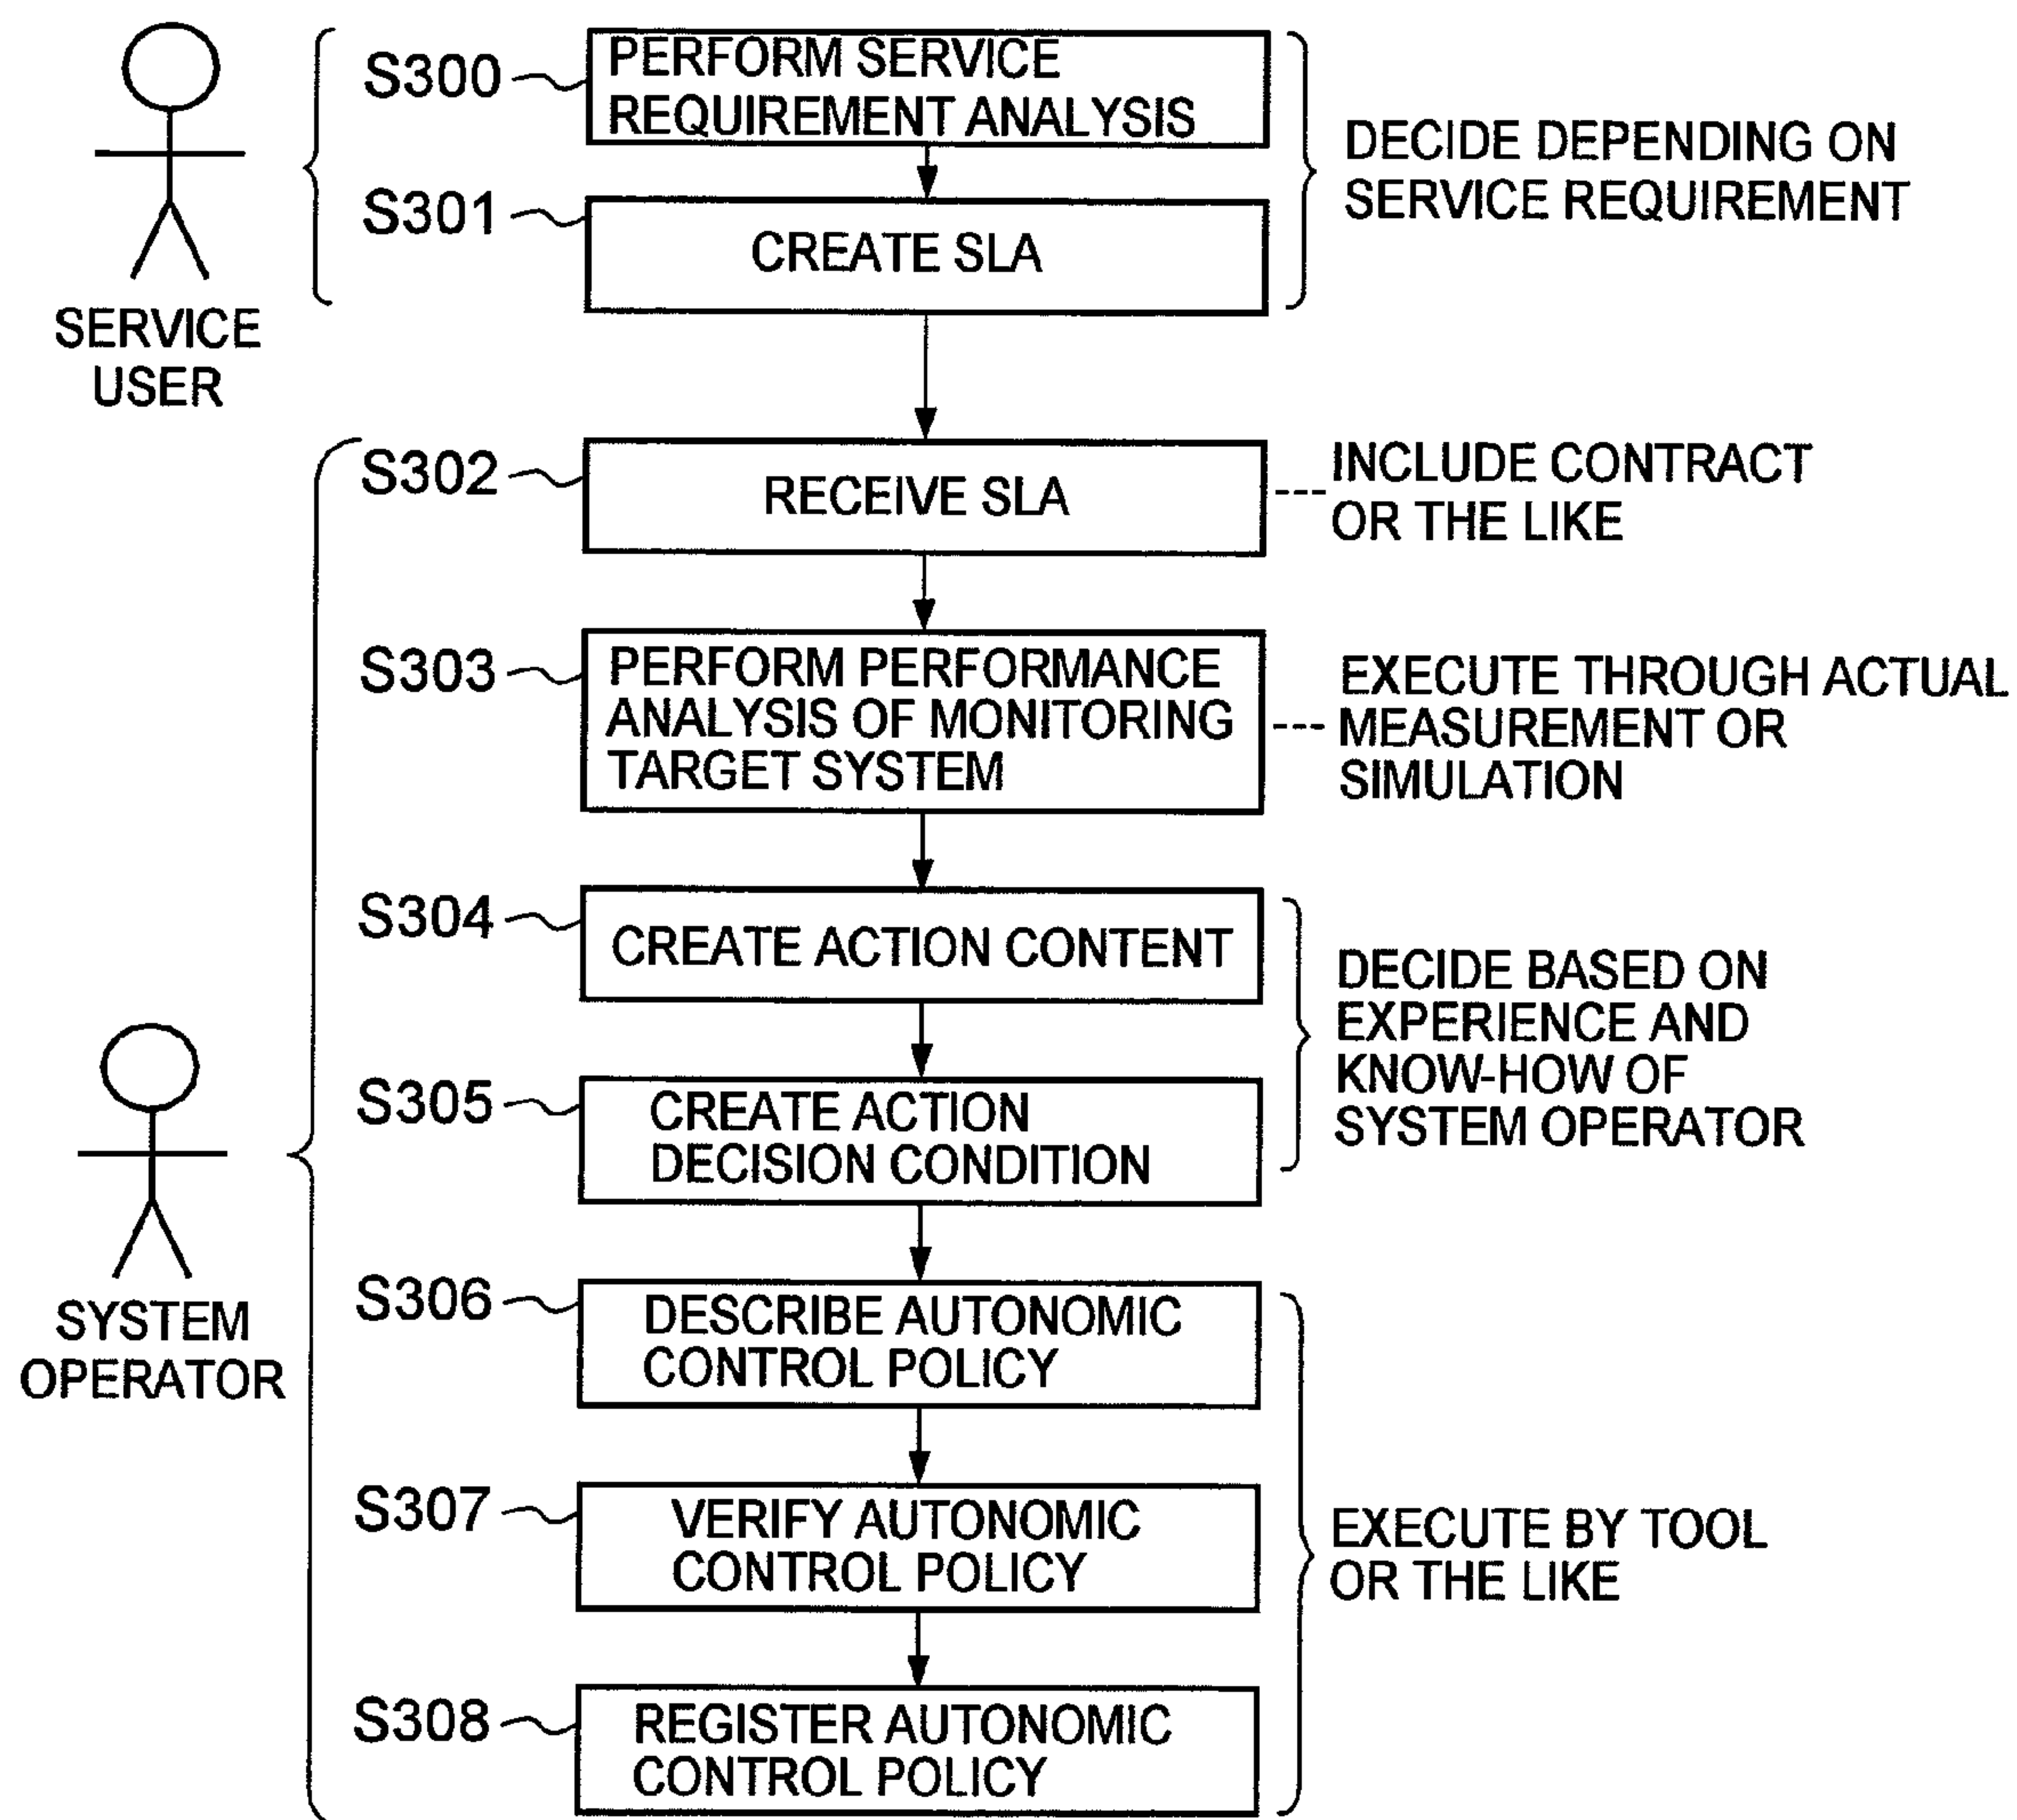 S300
PERFORM SERVICE
REQUIREMENT ANALYSIS
DECIDE DEPENDING ON
SERVICE REQUIREMENT
S301
CREATE SLA
SERVICE
USER
S302
RECEIVE SLA
INCLUDE CONTRACT
OR THE LIKE
S303
PERFORM PERFORMANCE
ANALYSIS OF MONITORING
TARGET SYSTEM
EXECUTE THROUGH ACTUAL
MEASUREMENT OR
SIMULATION
S304
CREATE ACTION CONTENT
DECIDE BASED ON
EXPERIENCE AND
KNOW-HOW OF
SYSTEM OPERATOR
S305
CREATE ACTION
DECISION CONDITION
SYSTEM
OPERATOR
S306
DESCRIBE AUTONOMIC
CONTROL POLICY
S307
VERIFY AUTONOMIC
CONTROL POLICY
EXECUTE BY TOOL
OR THE LIKE
S308
REGISTER AUTONOMIC
CONTROL POLICY